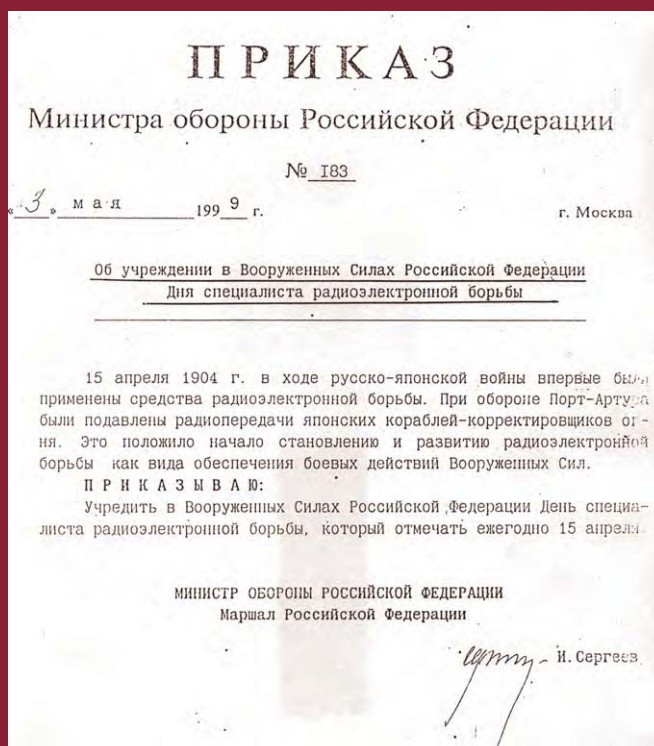 ПРИКАЗ
Министра обороны Российской Федерации
№ 183
«3» мая 1999 г. г. Москва
Об учреждении в Вооруженных Силах Российской Федерации
Дня специалиста радиоэлектронной борьбы
15 апреля 1904 г. в ходе русско-японской войны впервые были
применены средства радиоэлектронной борьбы. При обороне Порт-Артура
были подавлены радиопередачи японских кораблей-корректировщиков ог-
ня. Это положило начало становлению и развитию радиоэлектронной
борьбы как вида обеспечения боевых действий Вооруженных Сил.
ПРИКАЗЫВАЮ:
Учредить в Вооруженных Силах Российской Федерации День специа-
листа радиоэлектронной борьбы, который отмечать ежегодно 15 апреля.
МИНИСТР ОБОРОНЫ РОССИЙСКОЙ ФЕДЕРАЦИИ
Маршал Российской Федерации
И.Сергеев